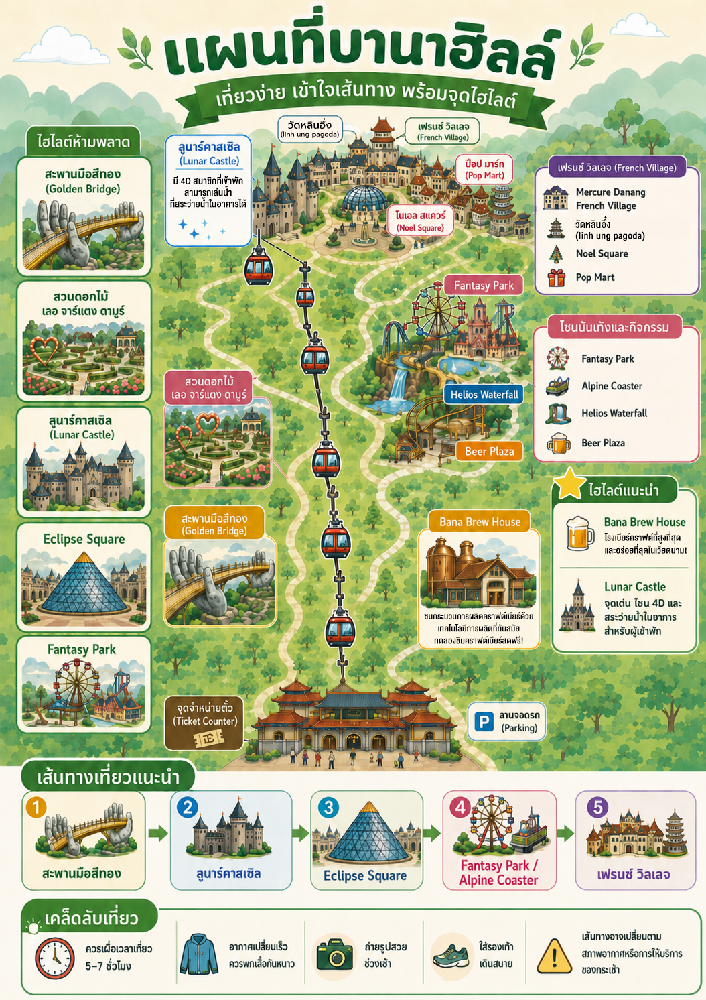 แผนที่บานาฮิลล์
เที่ยวง่าย เข้าใจเส้นทาง พร้อมจุดไฮไลต์
ไฮไลต์ห้ามพลาด
สะพานมือสีทอง
(Golden Bridge)
สวนดอกไม้
เลอ จาร์แตง ดามูร์
สูนาร์คาสเซิล
(Lunar Castle)
Eclipse Square
Fantasy Park
ลูนาร์คาสเซิล
(Lunar Castle)
มี 4D สมาชิกที่เข้าพัก
สามารถเล่นน้ำ
ที่สระว่ายน้ำในอาคารได้
วัดหลินอึ๋ง
(linh ung pagoda)
เฟรนช์ วิลเลจ
(French Village)
ป๊อป มาร์ท
(Pop Mart)
โนเอล สแควร์
(Noel Square)
Fantasy Park
Helios Waterfall
Beer Plaza
สวนดอกไม้
เลอ จาร์แตง ดามูร์
สะพานมือสีทอง
(Golden Bridge)
Bana Brew House
ชมกระบวนการผลิตคราฟต์เบียร์ด้วย
เทคโนโลยีการผลิตที่ทันสมัย
ทดลองชิมคราฟต์เบียร์สดฟรี!
จุดจำหน่ายตั๋ว
(Ticket Counter)
P
ลานจอดรถ
(Parking)
เฟรนช์ วิลเลจ (French Village)
Mercure Danang
French Village
วัดหลินอึ๋ง
(linh ung pagoda)
Noel Square
Pop Mart
โซนบันเทิงและกิจกรรม
Fantasy Park
Alpine Coaster
Helios Waterfall
Beer Plaza
ไฮไลต์แนะนำ
Bana Brew House
โรงเบียร์คราฟต์ที่สูงที่สุด
และอร่อยที่สุดในเวียดนาม!
Lunar Castle
จุดเด่น โซน 4D และ
สระว่ายน้ำในอาการ
สำหรับผู้เข้าพัก
เส้นทางเที่ยวแนะนำ
1
สะพานมือสีทอง
2
ลูนาร์คาสเซิล
3
Eclipse Square
4
Fantasy Park /
Alpine Coaster
5
เฟรนช์ วิลเลจ
เคล็ดลับเที่ยว
ควรเผื่อเวลาเที่ยว
5–7 ชั่วโมง
อากาศเปลี่ยนเร็ว
ควรพกเสื้อกันหนาว
ถ่ายรูปสวย
ช่วงเช้า
ใส่รองเท้า
เดินสบาย
เส้นทางอาจเปลี่ยนตาม
สภาพอากาศหรือการให้บริการ
ของกระเช้า